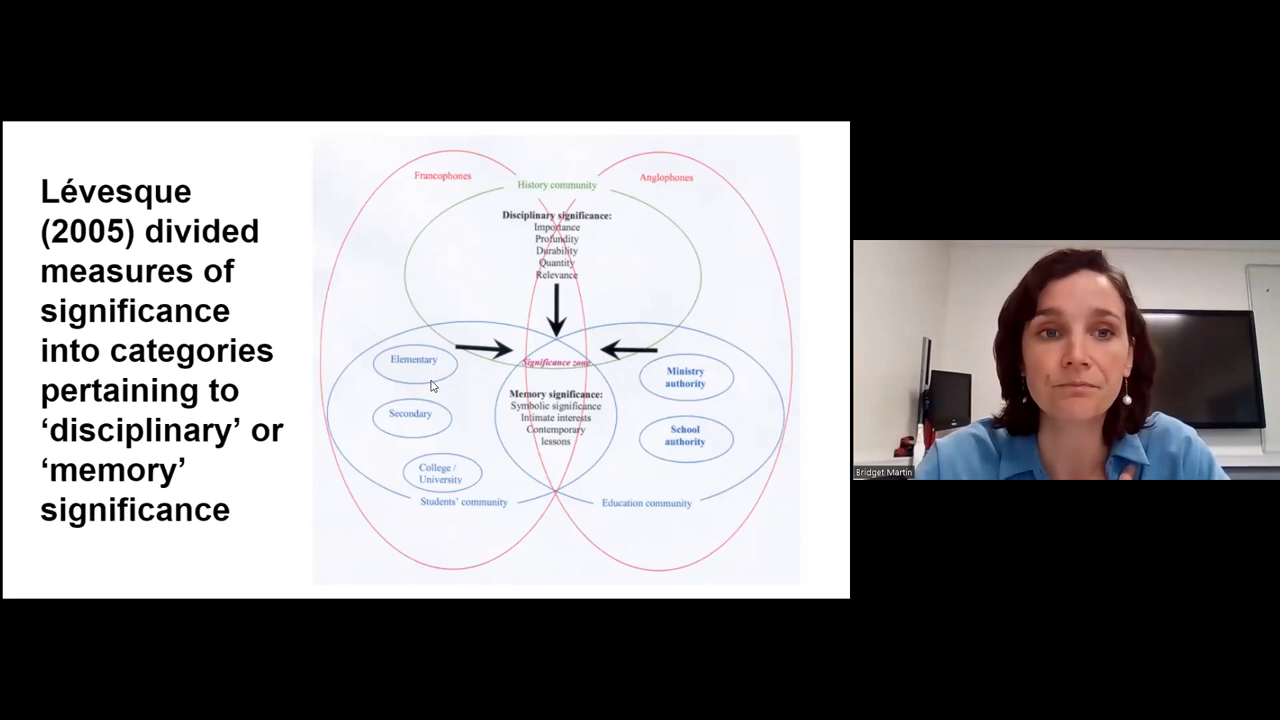 Lévesque
(2005) divided
measures of
significance
into categories
pertaining to
‘disciplinary’ or
‘memory’
significance
Francophones
History community
Anglophones
Disciplinary significance:
Importance
Profundity
Durability
Quantity
Relevance
Significance zone
Elementary
Secondary
College /
University
Students’ community
Memory significance:
Symbolic significance
Intimate interests
Contemporary
lessons
Ministry
authority
School
authority
Education community
Bridget Martin